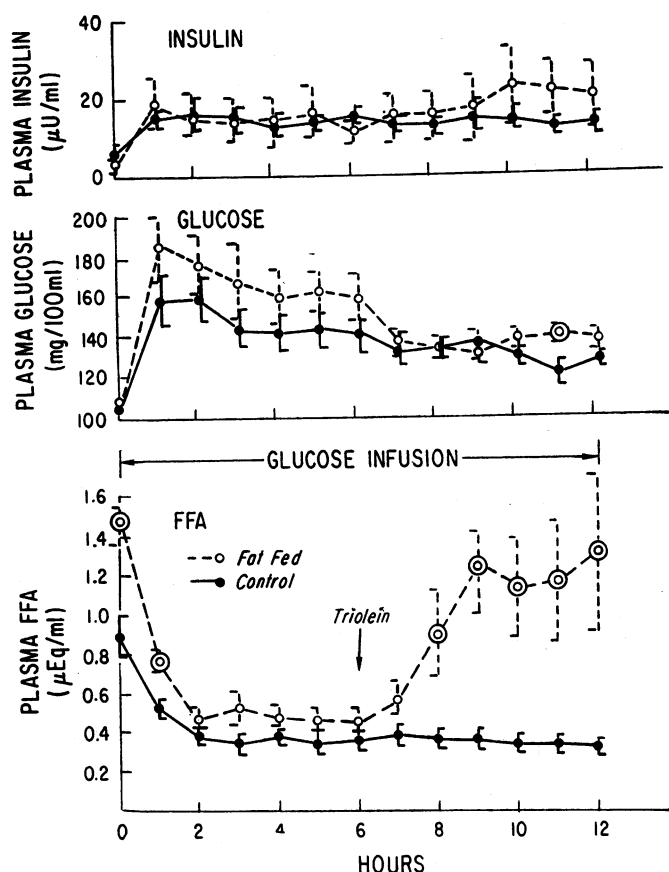 INSULIN
PLASMA INSULIN
(μU/ml)
40
20
0
GLUCOSE
PLASMA GLUCOSE
(mg/100ml)
200
180
160
140
120
100
GLUCOSE INFUSION
FFA
Fat Fed
Control
Triolein
PLASMA FFA
(μEq/ml)
1.6
1.4
1.2
1.0
0.8
0.6
0.4
0.2
0 2 4 6 8 10 12
HOURS